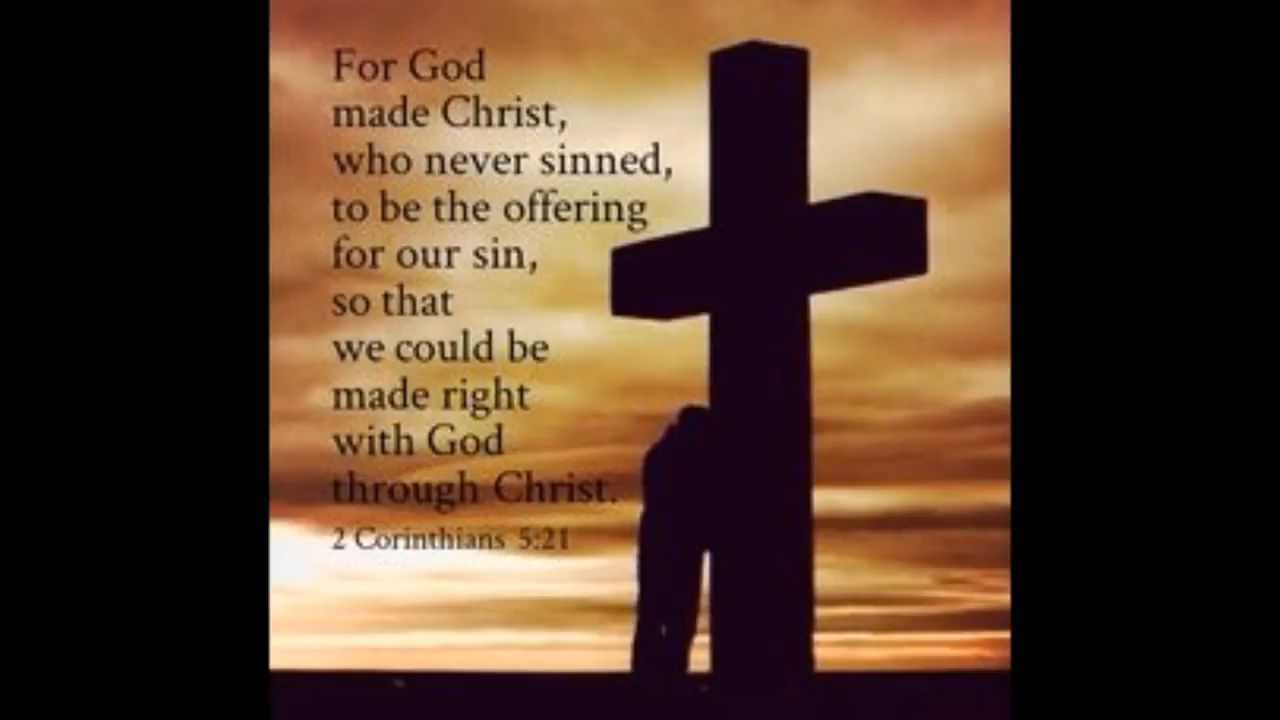 For God
made Christ,
who never sinned,
to be the offering
for our sin,
so that
we could be
made right
with God
through Christ.
2 Corinthians 5:21